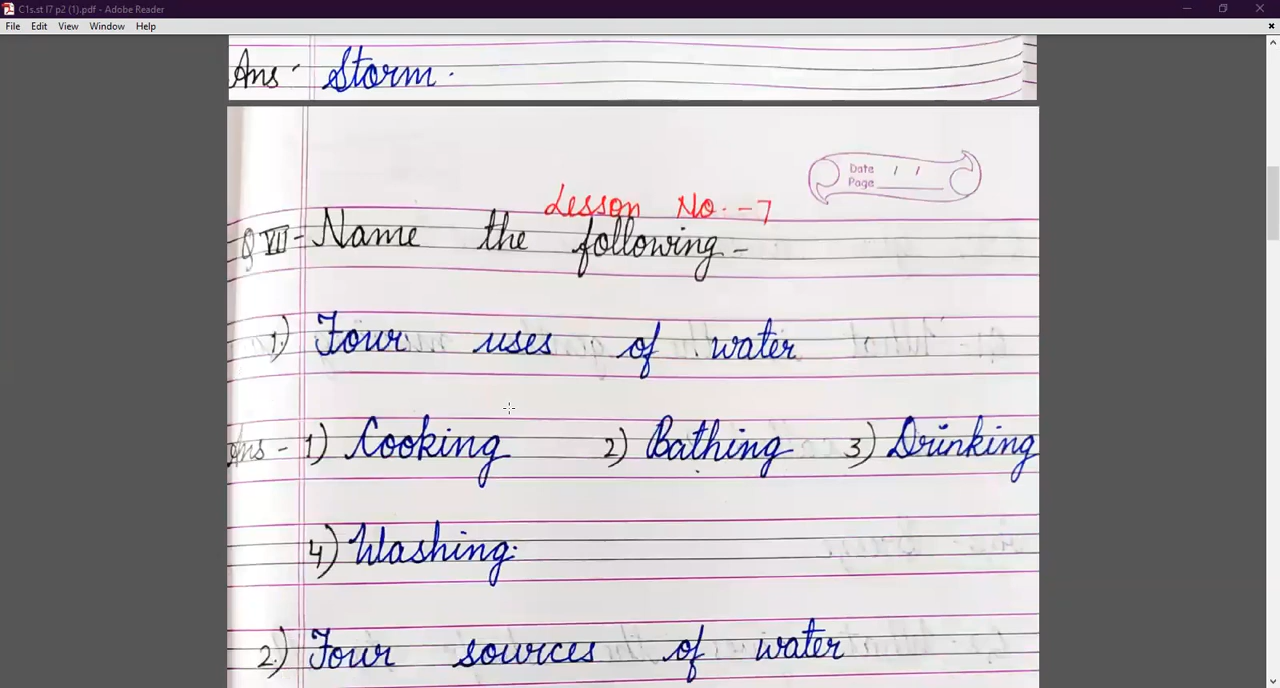 C1s.st l7 p2 (1).pdf - Adobe Reader
File Edit View Window Help
Ans - Storm.
Date / /
Page
Lesson No. - 7
Q VII - Name the following -
1.) Four uses of water
Ans - 1) Cooking 2) Bathing 3) Drinking
4) Washing.
2.) Four sources of water